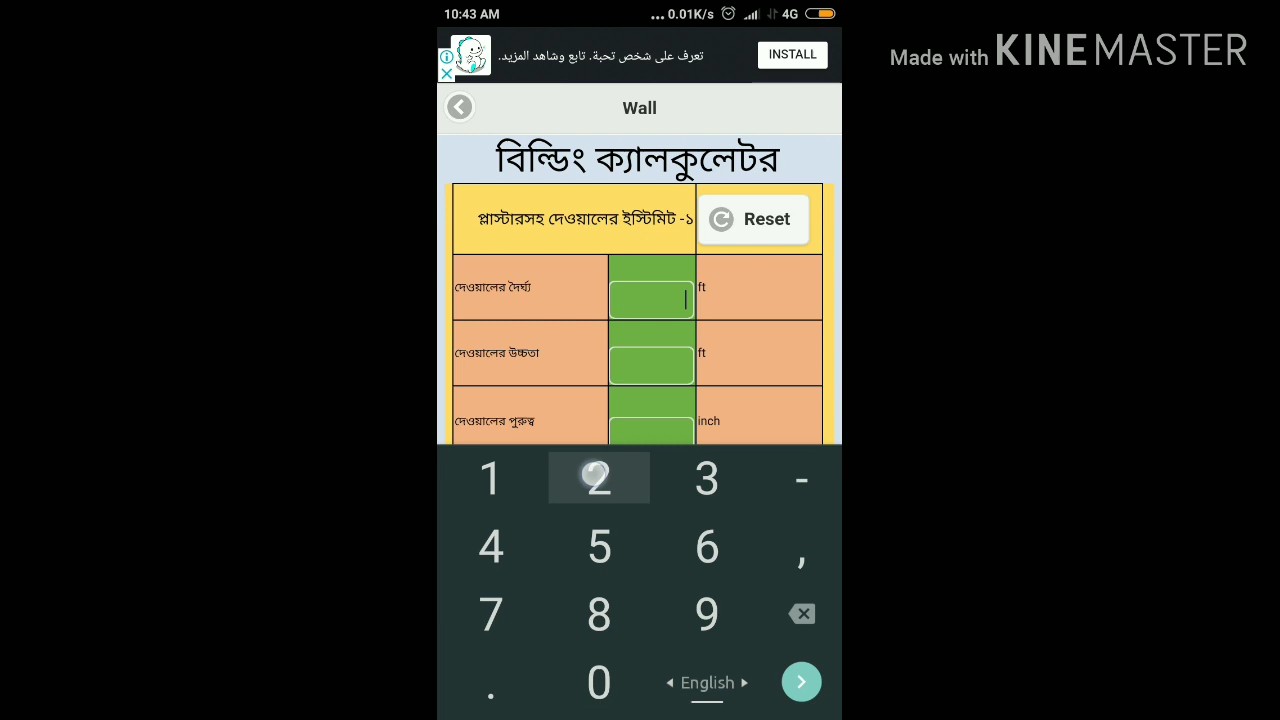 10:43 AM
...0.01K/s 4G
تعرف على شخص تحبة. تابع وشاهد المزيد.
INSTALL
Made with KINEMASTER
Wall
বিল্ডিং ক্যালকুলেটর
প্লাস্টারসহ দেওয়ালের ইস্টিমিট -১
Reset
দেওয়ালের দৈর্ঘ্য
ft
দেওয়ালের উচ্চতা
ft
দেওয়ালের পুরুত্ব
inch
1 2 3 -
4 5 6 ,
7 8 9
. 0 English